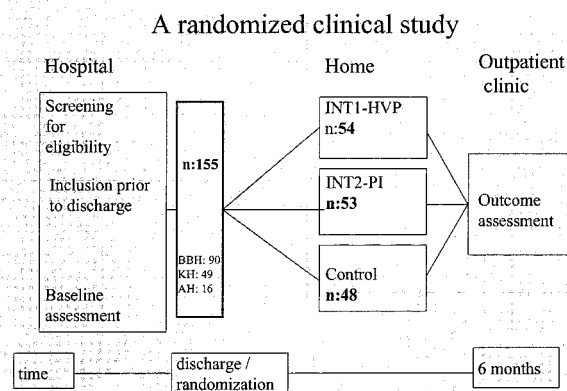 A randomized clinical study
Hospital
Home
Outpatient
clinic
Screening
for
eligibility
Inclusion prior
to discharge
Baseline
assessment
n:155
BBH: 90
KH: 49
AH: 16
INT1-HVP
n:54
INT2-PI
n:53
Control
n:48
Outcome
assessment
time
discharge /
randomization
6 months